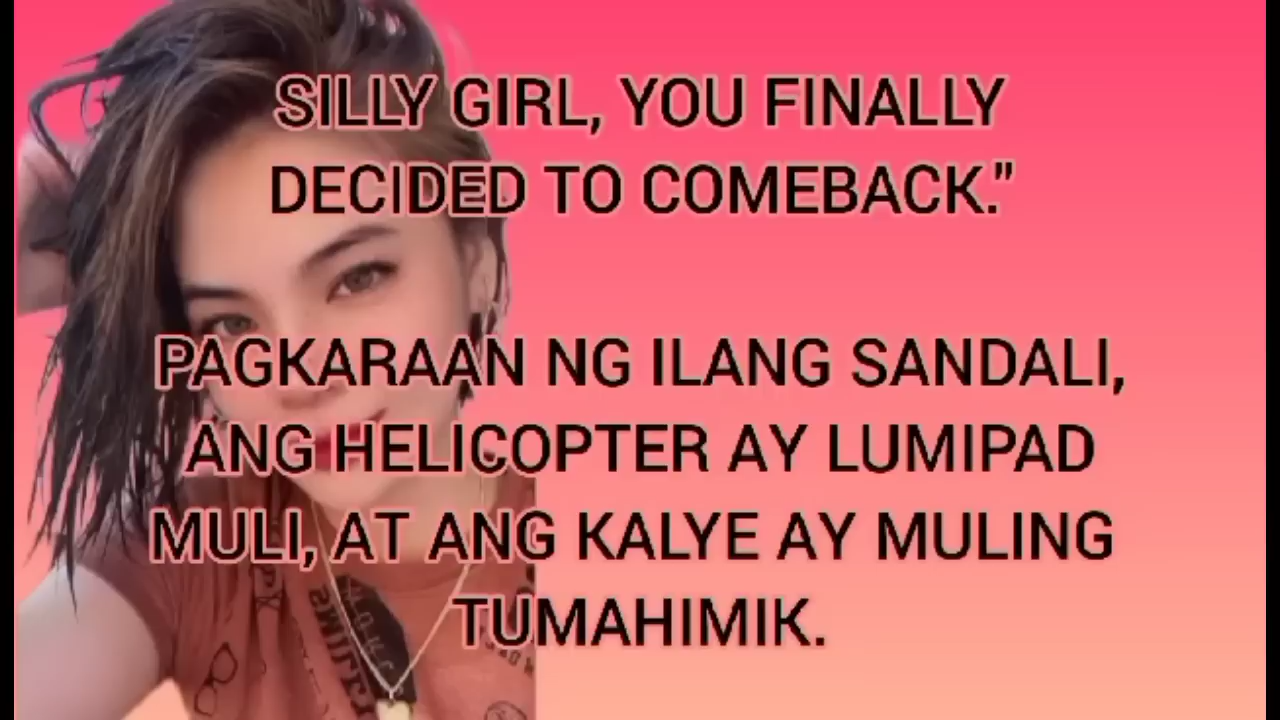 SILLY GIRL, YOU FINALLY
DECIDED TO COMEBACK."
PAGKARAAN NG ILANG SANDALI,
ANG HELICOPTER AY LUMIPAD
MULI, AT ANG KALYE AY MULING
TUMAHIMIK.